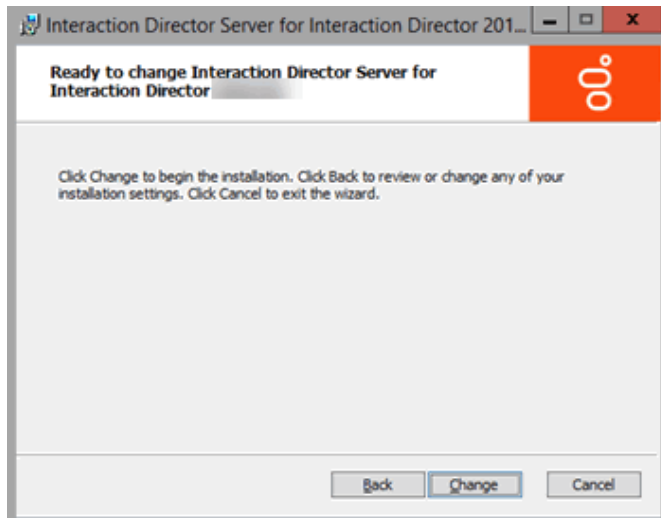 Interaction Director Server for Interaction Director 201...
Ready to change Interaction Director Server for
Interaction Director
Click Change to begin the installation. Click Back to review or change any of your
installation settings. Click Cancel to exit the wizard.
Back Change Cancel